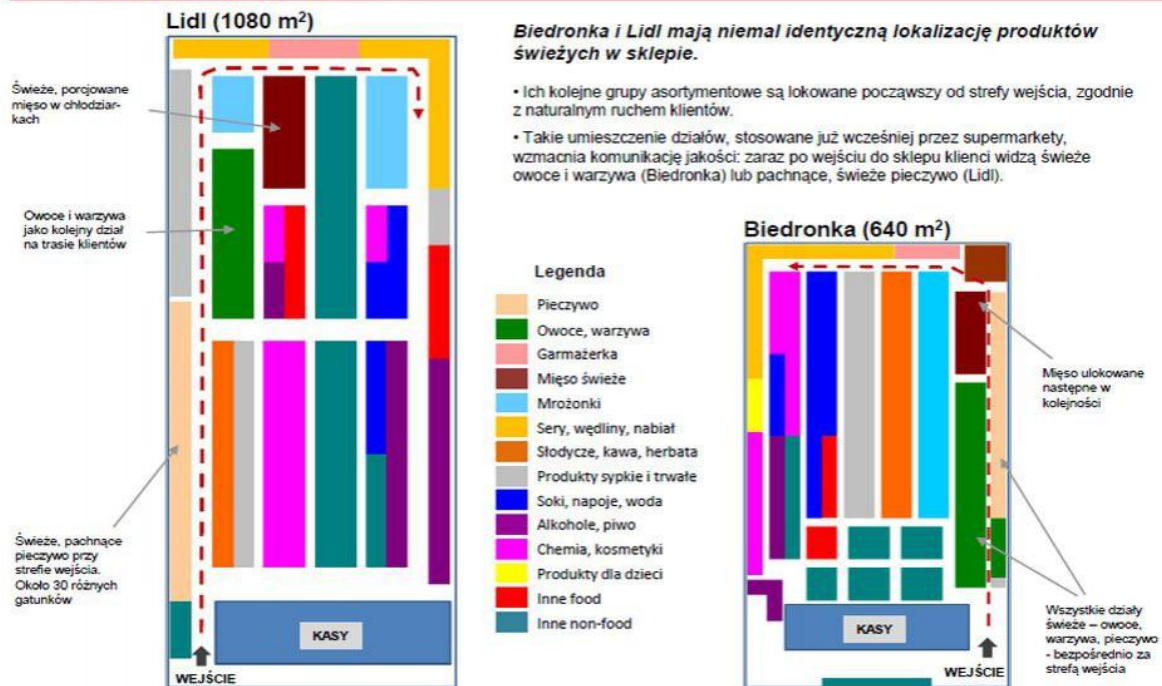 Lidl (1080 m²)
Świeże, porcjowane
mięso w chłodziar-
kach
Owoce i warzywa
jako kolejny dział
na trasie klientów
Świeże, pachnące
pieczywo przy
strefie wejścia.
Około 30 różnych
gatunków
KASY
WEJŚCIE
Biedronka i Lidl mają niemal identyczną lokalizację produktów
świeżych w sklepie.
• Ich kolejne grupy asortymentowe są lokowane począwszy od strefy wejścia, zgodnie
z naturalnym ruchem klientów.
• Takie umieszczenie działów, stosowane już wcześniej przez supermarkety,
wzmacnia komunikację jakości: zaraz po wejściu do sklepu klienci widzą świeże
owoce i warzywa (Biedronka) lub pachnące, świeże pieczywo (Lidl).
Legenda
Pieczywo
Owoce, warzywa
Garmażerka
Mięso świeże
Mrożonki
Sery, wędliny, nabiał
Słodycze, kawa, herbata
Produkty sypkie i trwałe
Soki, napoje, woda
Alkohole, piwo
Chemia, kosmetyki
Produkty dla dzieci
Inne food
Inne non-food
Biedronka (640 m²)
Mięso ulokowane
następne w
kolejności
Wszystkie działy
świeże – owoce,
warzywa, pieczywo
- bezpośrednio za
strefą wejścia
KASY
WEJŚCIE